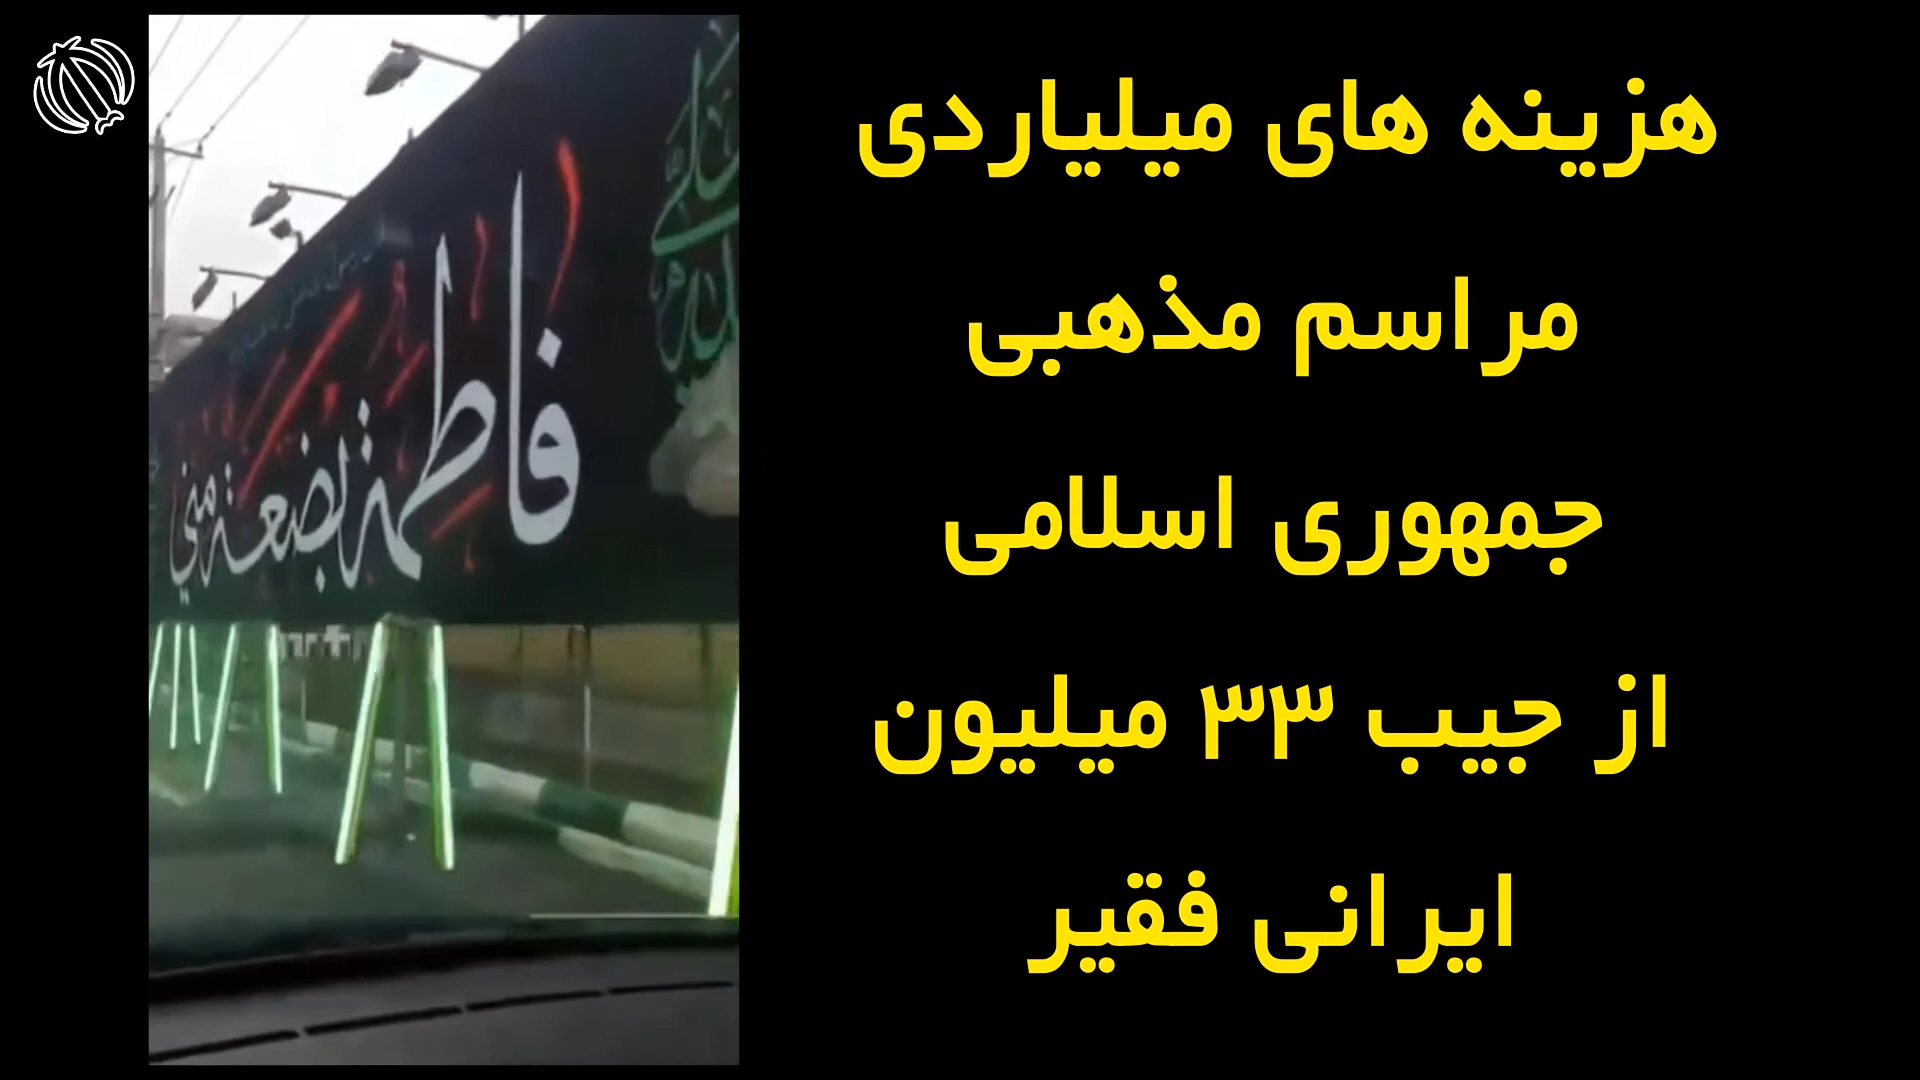 هزینه های میلیاردی
مراسم مذهبی
جمهوری اسلامی
از جیب ۳۳ میلیون
ایرانی فقیر
فاطمة بضعة مني